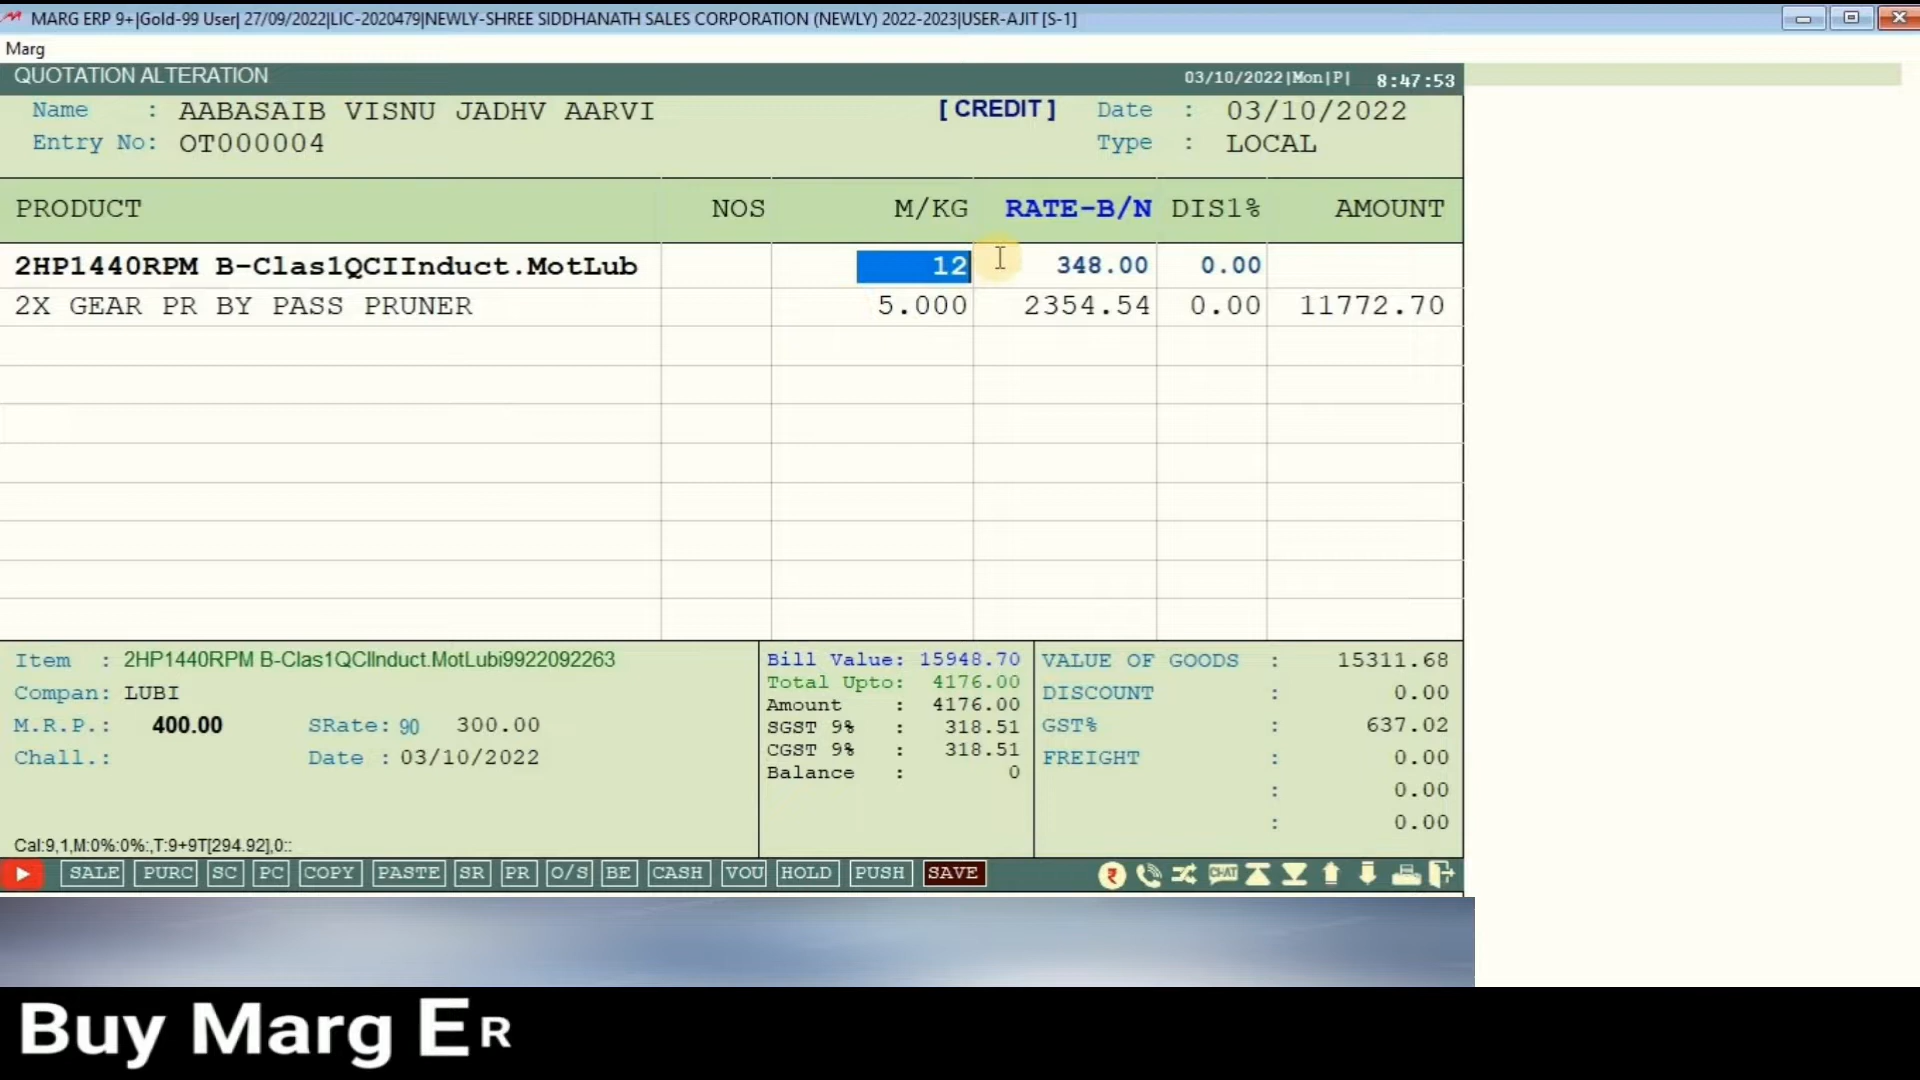 MARG ERP 9+|Gold-99 User| 27/09/2022|LIC-2020479|NEWLY-SHREE SIDDHANATH SALES CORPORATION (NEWLY) 2022-2023|USER-AJIT [S-1]
Marg
QUOTATION ALTERATION 03/10/2022|Mon|P| 8:47:53
Name : AABASAIB VISNU JADHV AARVI [ CREDIT ] Date : 03/10/2022
Entry No: OT000004 Type : LOCAL
PRODUCT NOS M/KG RATE-B/N DIS1% AMOUNT
2HP1440RPM B-Clas1QCIInduct.MotLub 12 348.00 0.00
2X GEAR PR BY PASS PRUNER 5.000 2354.54 0.00 11772.70
Item : 2HP1440RPM B-Clas1QCIInduct.MotLubi9922092263
Compan: LUBI
M.R.P.: 400.00 SRate: 90 300.00
Chall.: Date : 03/10/2022
Cal:9,1,M:0%:0%:,T:9+9T[294.92],0::
Bill Value: 15948.70
Total Upto: 4176.00
Amount : 4176.00
SGST 9% : 318.51
CGST 9% : 318.51
Balance : 0
VALUE OF GOODS : 15311.68
DISCOUNT : 0.00
GST% : 637.02
FREIGHT : 0.00
: 0.00
: 0.00
SALE PURC SC PC COPY PASTE SR PR O/S BE CASH VOU HOLD PUSH SAVE ₹ CHAT
Buy Marg ER